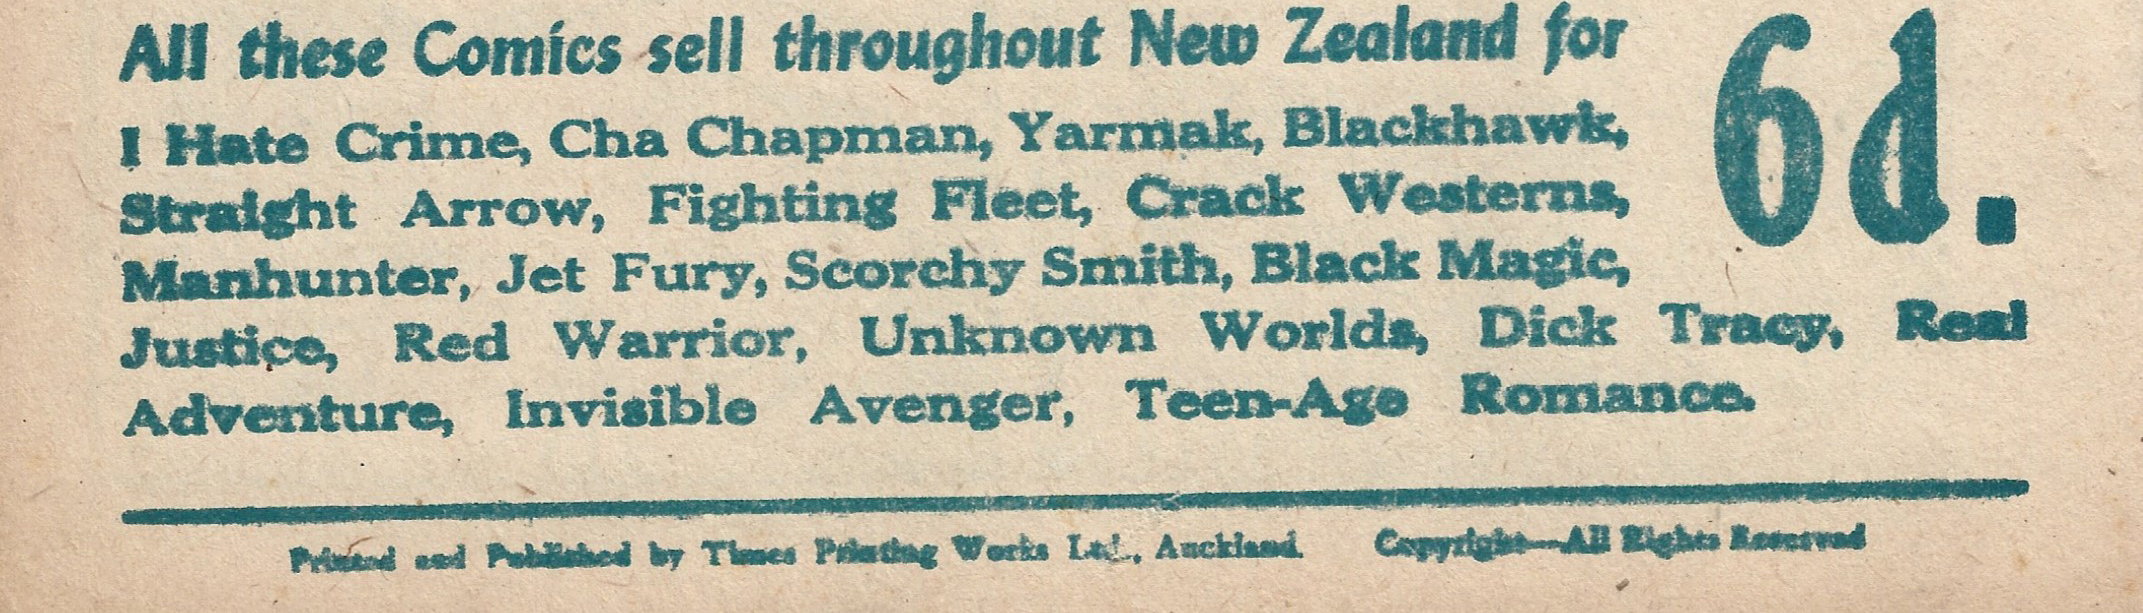 All these Comics sell throughout New Zealand for
6d.
I Hate Crime, Cha Chapman, Yarmak, Blackhawk,
Straight Arrow, Fighting Fleet, Crack Westerns,
Manhunter, Jet Fury, Scorchy Smith, Black Magic,
Justice, Red Warrior, Unknown Worlds, Dick Tracy, Real
Adventure, Invisible Avenger, Teen-Age Romance.
Printed and Published by Times Printing Works Ltd., Auckland. Copyright—All Rights Reserved